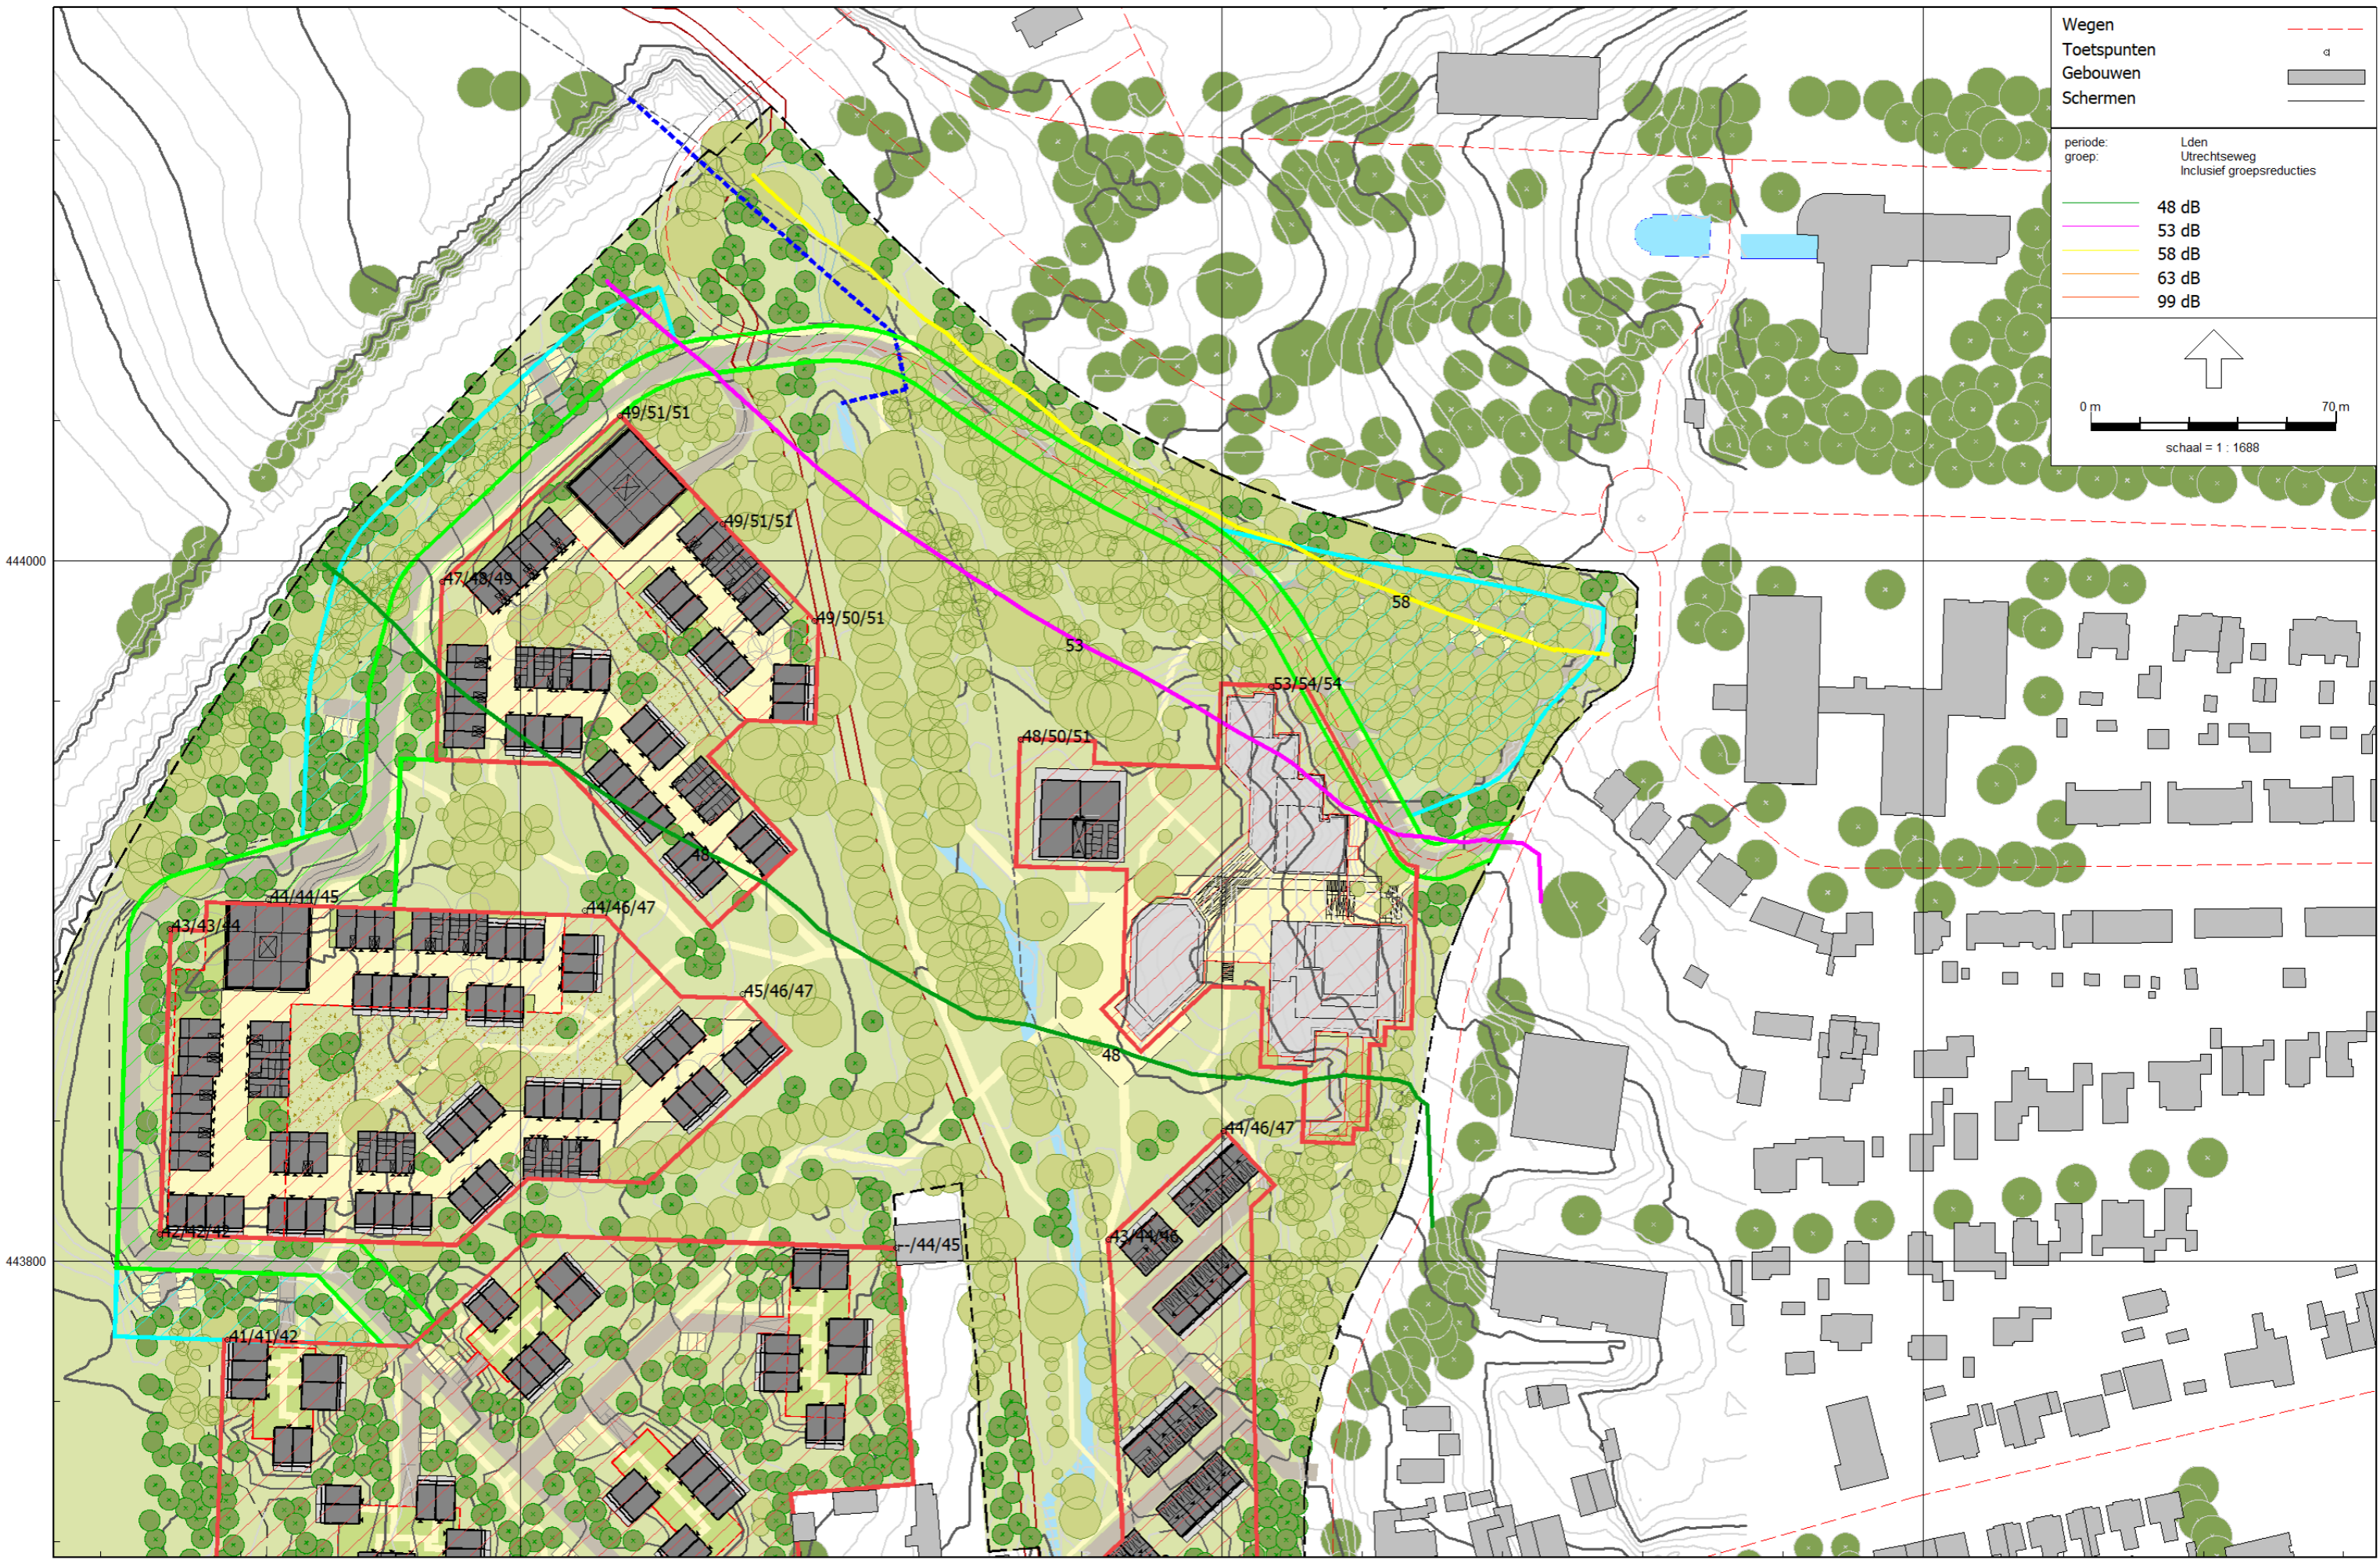 Wegen
Toetspunten
Gebouwen
Schermen
periode: Lden
groep: Utrechtseweg
Inclusief groepsreducties
48 dB
53 dB
58 dB
63 dB
99 dB
0 m 70 m
schaal = 1 : 1688
49/51/51
49/51/51
444000
47/48/49
58
49/50/51
53
53/54/54
48/50/51
48
44/44/45
44/46/47
43/43/44
45/46/47
48
44/46/47
42/42/42
43/44/46
--/44/45
443800
41/41/42